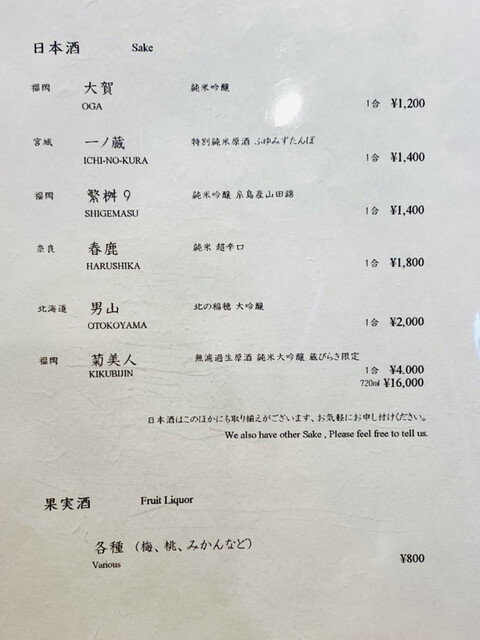 日本酒 Sake
福岡 大賀 純米吟醸
OGA 1合 ¥1,200
宮城 一ノ蔵 特別純米原酒 ふゆみずたんぼ
ICHI-NO-KURA 1合 ¥1,400
福岡 繁桝 9 純米吟醸 糸島産山田錦
SHIGEMASU 1合 ¥1,400
奈良 春鹿 純米 超辛口
HARUSHIKA 1合 ¥1,800
北海道 男山 北の稲穂 大吟醸
OTOKOYAMA 1合 ¥2,000
福岡 菊美人 無濾過生原酒 純米大吟醸 蔵びらき限定
KIKUBIJIN 1合 ¥4,000
720ml ¥16,000
日本酒はこのほかにも取り揃えがございます、お気軽にお申し付けください。
We also have other Sake , Please feel free to tell us.
果実酒 Fruit Liquor
各種 (梅、桃、みかんなど)
Various ¥800